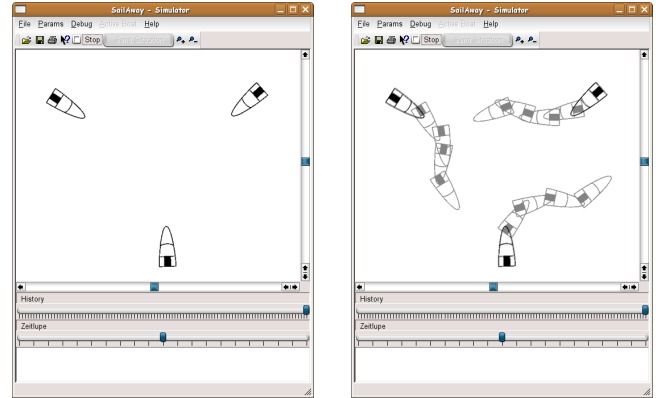 SailAway - Simulator
File Params Debug Active Boat Help
Stop
History
Zeitlupe
SailAway - Simulator
File Params Debug Active Boat Help
Stop
History
Zeitlupe